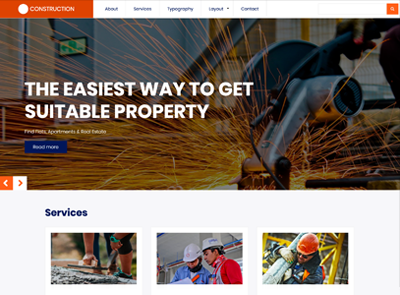 CONSTRUCTION
About
Services
Typography
Layout
Contact
THE EASIEST WAY TO GET
SUITABLE PROPERTY
Find Flats, Apartments & Real Estate
Read more
Services